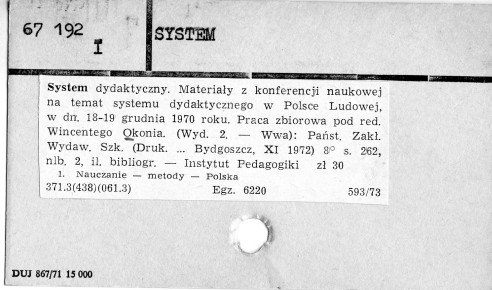 67 192
I
SYSTEM
System dydaktyczny. Materiały z konferencji naukowej
na temat systemu dydaktycznego w Polsce Ludowej,
w dn. 18-19 grudnia 1970 roku. Praca zbiorowa pod red.
Wincentego Okonia. (Wyd. 2. — Wwa): Państ. Zakł.
Wydaw. Szk. (Druk. ... Bydgoszcz, XI 1972) 8° s. 262,
nlb. 2, il. bibliogr. — Instytut Pedagogiki zł 30
1. Nauczanie — metody — Polska
371.3(438)(061.3) Egz. 6220 593/73
DUJ 867/71 15 000